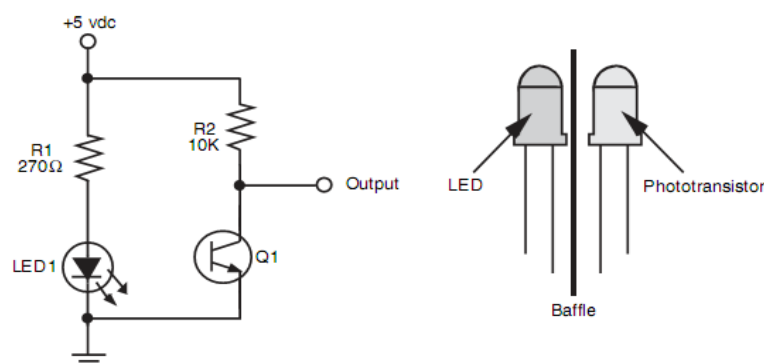 +5 vdc
R1
270Ω
R2
10K
Output
LED1
Q1
LED
Phototransistor
Baffle